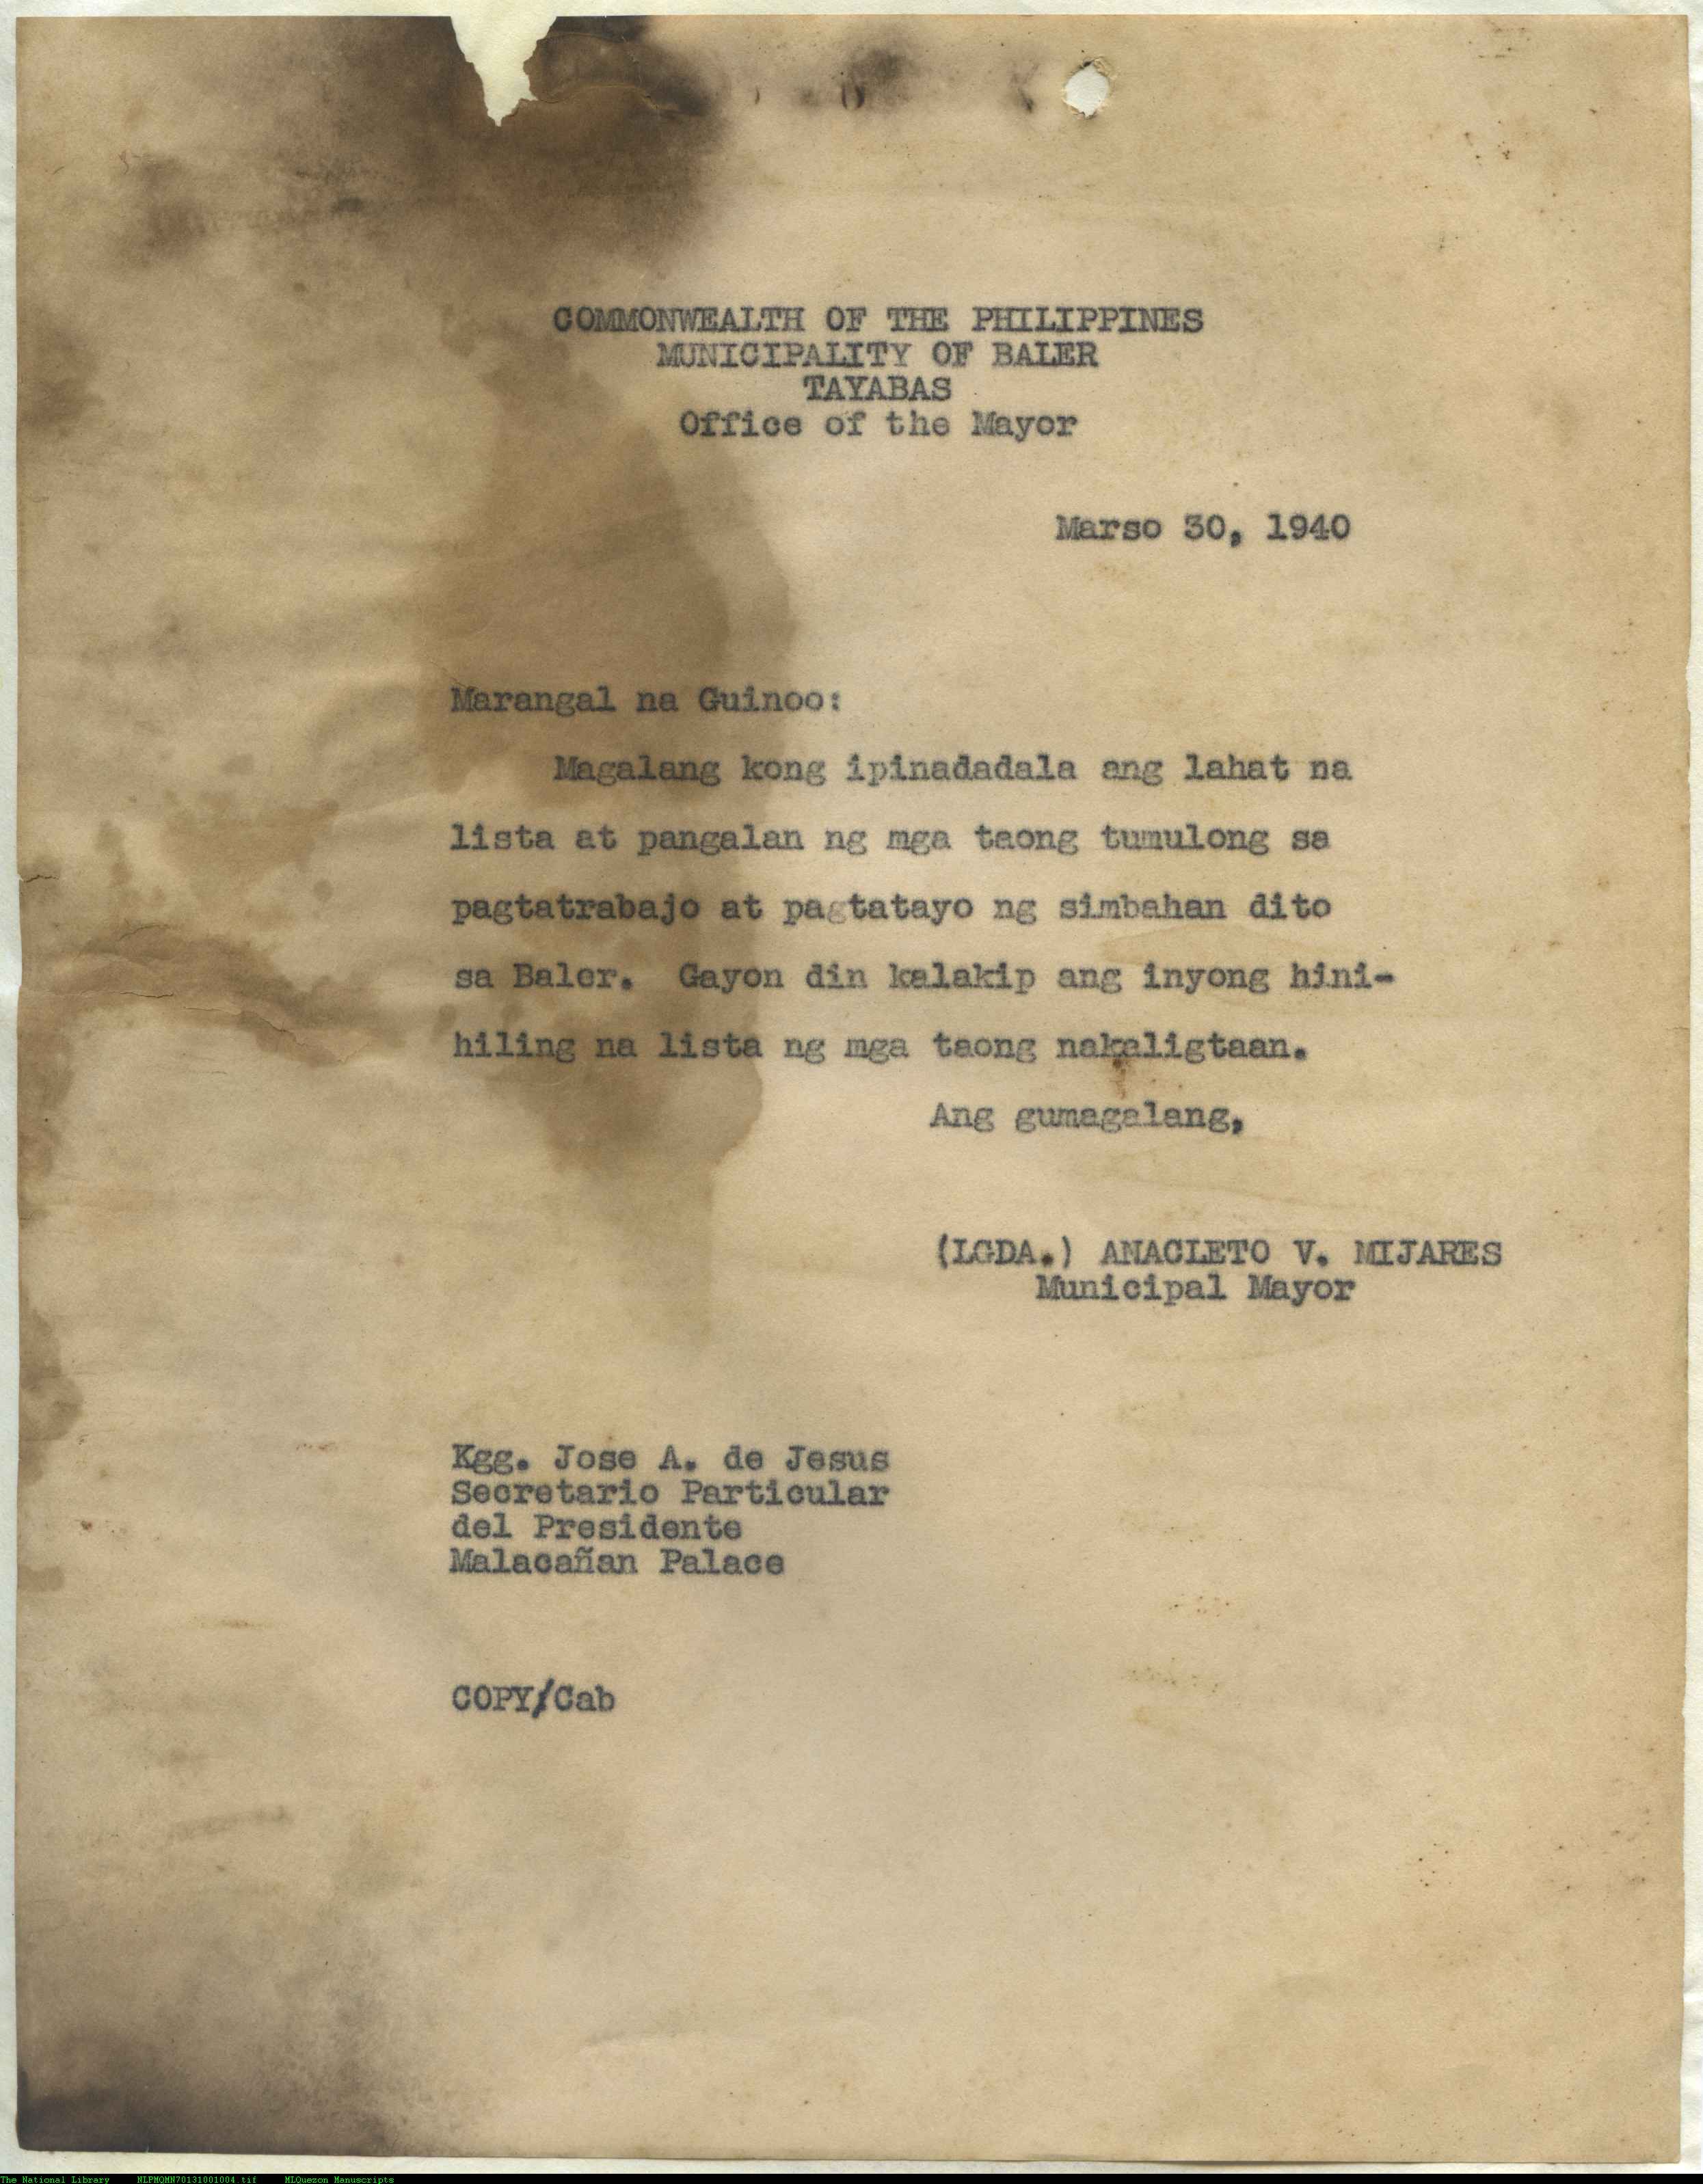 COMMONWEALTH OF THE PHILIPPINES
MUNICIPALITY OF BALER
TAYABAS
Office of the Mayor
Marso 30, 1940
Marangal na Guinoo:
Magalang kong ipinadadala ang lahat na
lista at pangalan ng mga taong tumulong sa
pagtatrabajo at pagtatayo ng simbahan dito
sa Baler. Gayon din kalakip ang inyong hini-
hiling na lista ng mga taong nakaligtaan.
Ang gumagalang,
(LGDA.) ANACLETO V. MIJARES
Municipal Mayor
Kgg. Jose A. de Jesus
Secretario Particular
del Presidente
Malacañan Palace
COPY/Cab
The National Library NLPMQMN70131001004.tif MLQuezon Manuscripts